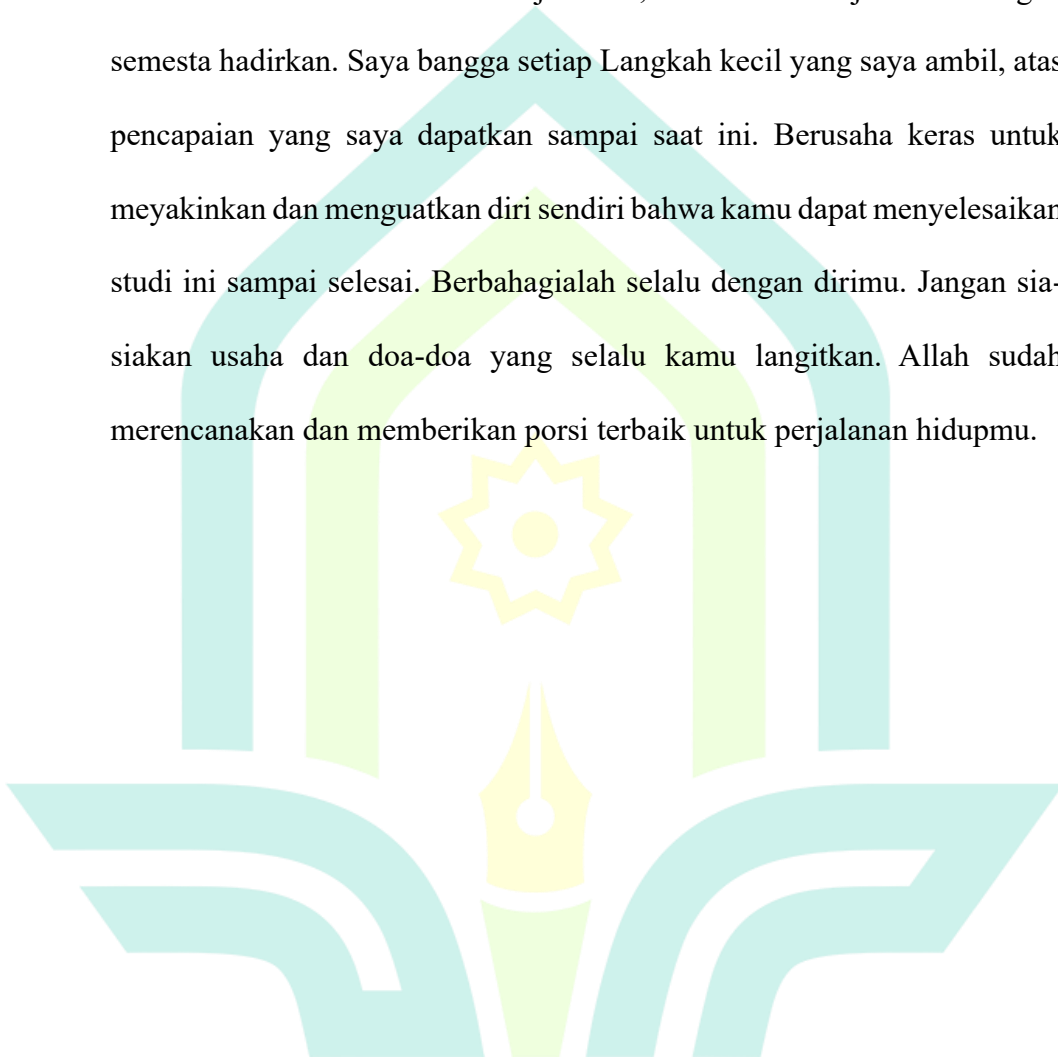 semesta hadirkan. Saya bangga setiap Langkah kecil yang saya ambil, atas
pencapaian yang saya dapatkan sampai saat ini. Berusaha keras untuk
meyakinkan dan menguatkan diri sendiri bahwa kamu dapat menyelesaikan
studi ini sampai selesai. Berbahagialah selalu dengan dirimu. Jangan sia-
siakan usaha dan doa-doa yang selalu kamu langitkan. Allah sudah
merencanakan dan memberikan porsi terbaik untuk perjalanan hidupmu.